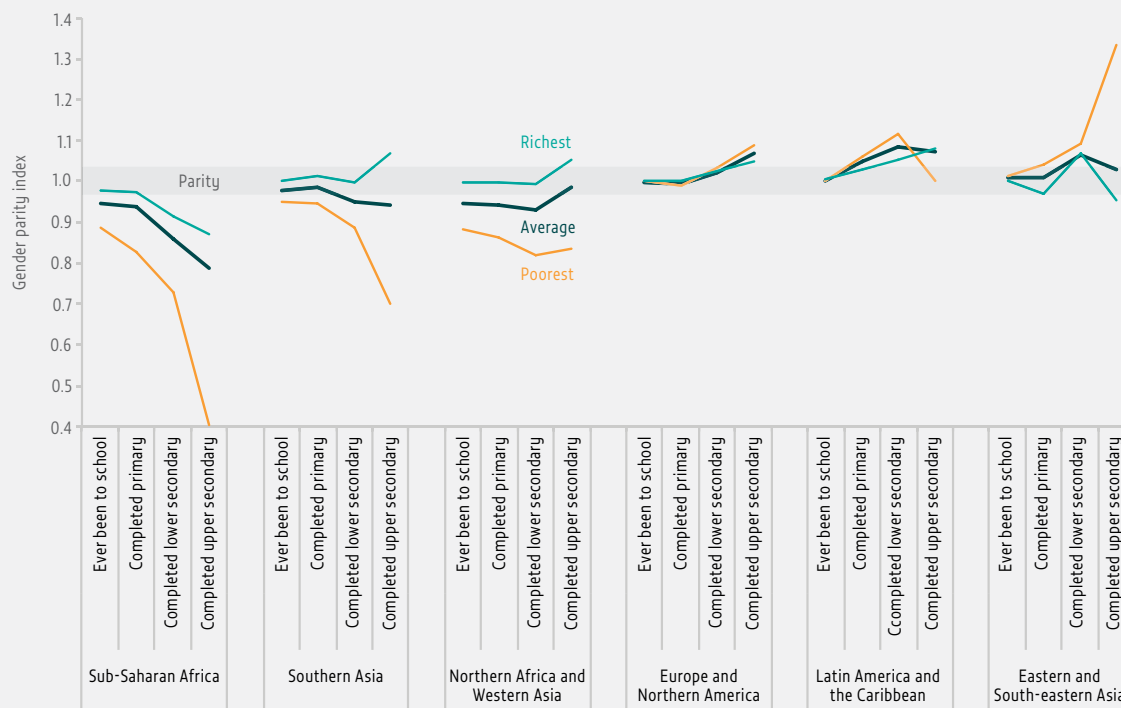 Gender parity index
1.4
1.3
1.2
1.1
1.0
0.9
0.8
0.7
0.6
0.5
0.4
Parity
Richest
Average
Poorest
Ever been to school
Completed primary
Completed lower secondary
Completed upper secondary
Ever been to school
Completed primary
Completed lower secondary
Completed upper secondary
Ever been to school
Completed primary
Completed lower secondary
Completed upper secondary
Ever been to school
Completed primary
Completed lower secondary
Completed upper secondary
Ever been to school
Completed primary
Ccompleted lower secondary
Completed upper secondary
Ever been to school
Completed primary
Completed lower secondary
Completed upper secondary
Sub-Saharan Africa
Southern Asia
Northern Africa and
Western Asia
Europe and
Northern America
Latin America and
the Caribbean
Eastern and
South-eastern Asia